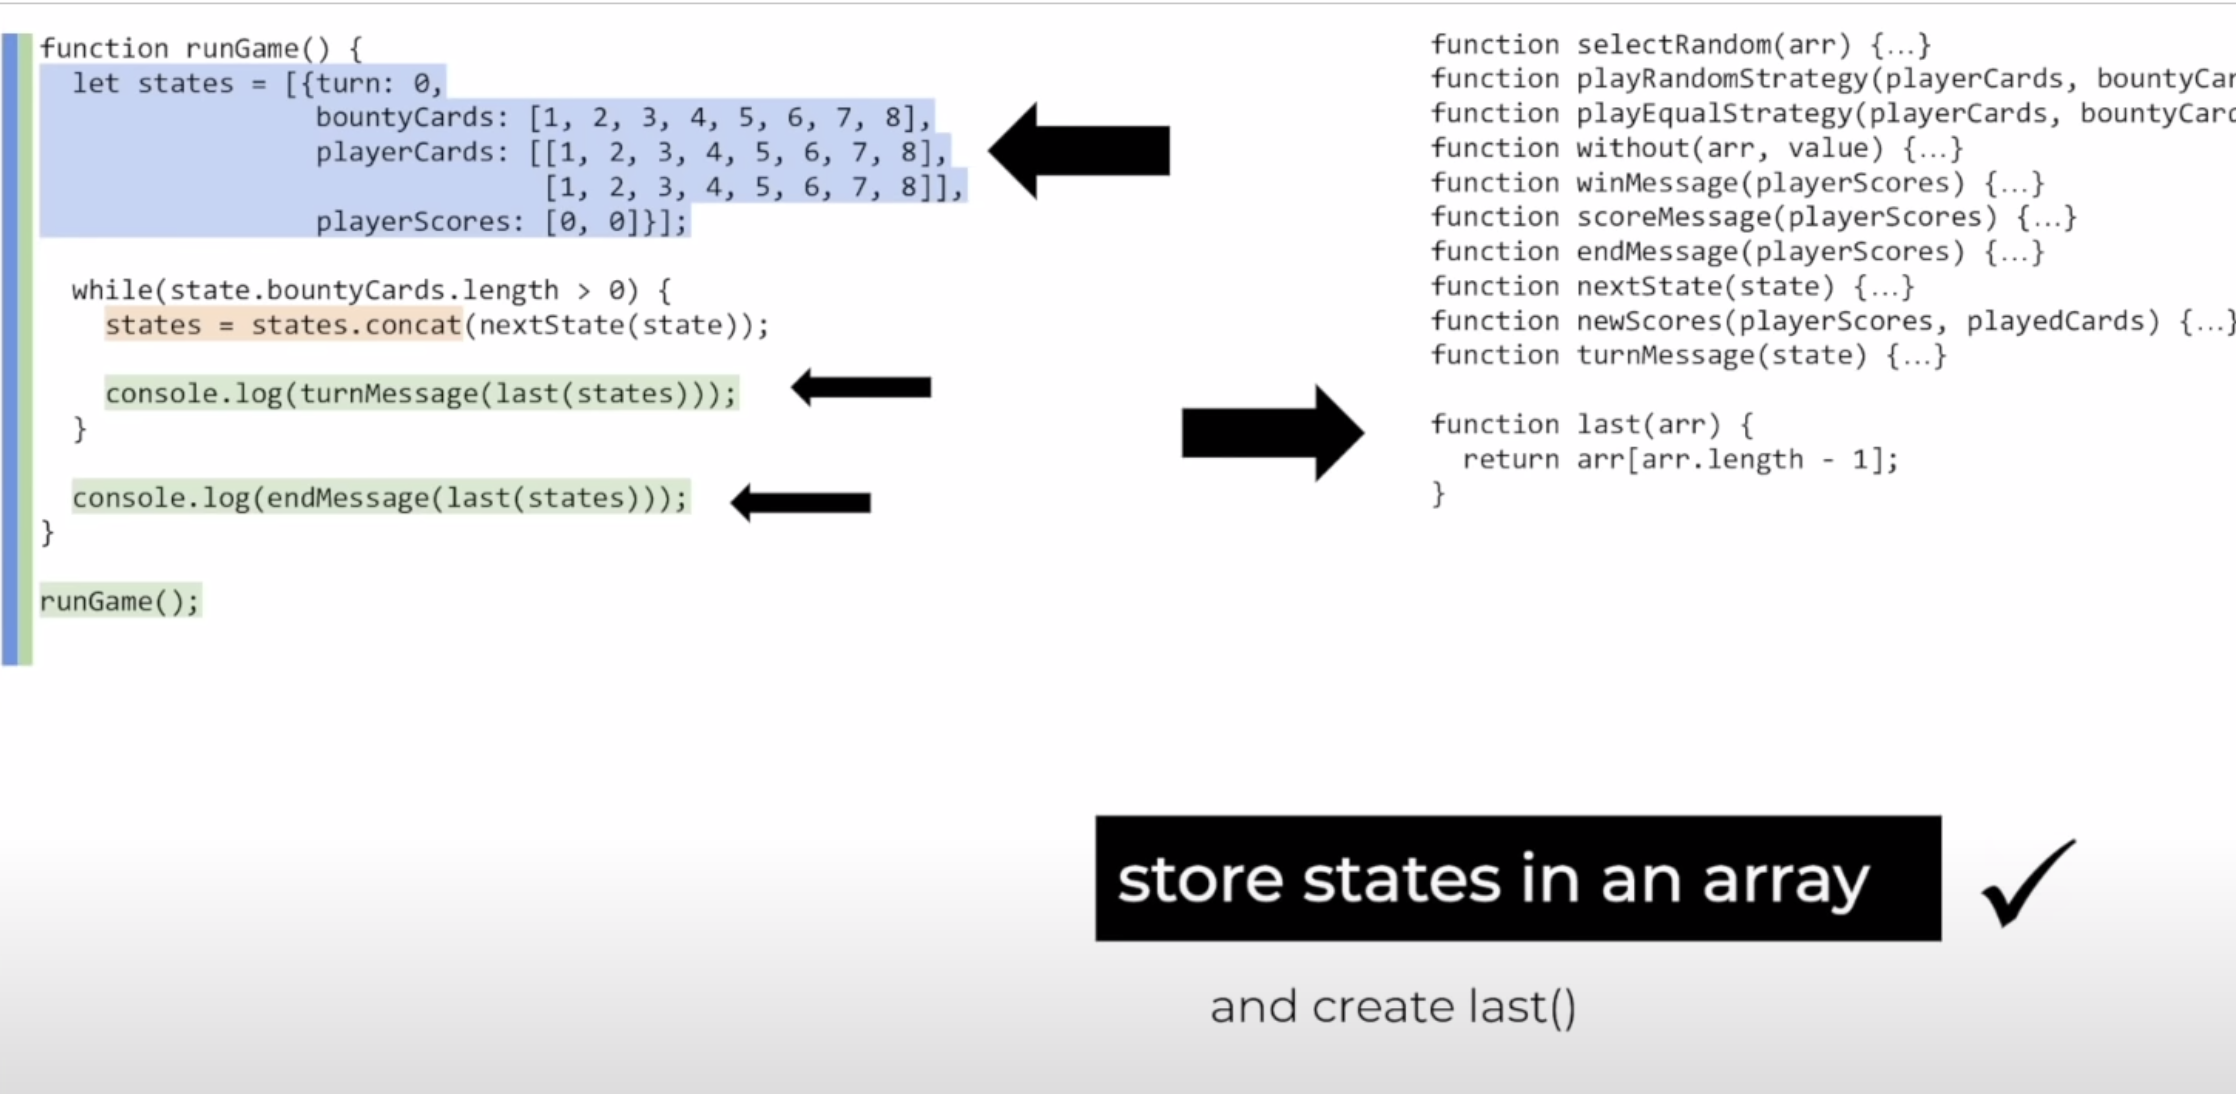 function runGame() {
let states = [{turn: 0,
bountyCards: [1, 2, 3, 4, 5, 6, 7, 8],
playerCards: [[1, 2, 3, 4, 5, 6, 7, 8],
[1, 2, 3, 4, 5, 6, 7, 8]],
playerScores: [0, 0]}];
while(state.bountyCards.length > 0) {
states = states.concat(nextState(state));
console.log(turnMessage(last(states)));
}
console.log(endMessage(last(states)));
}
runGame();
function selectRandom(arr) {...}
function playRandomStrategy(playerCards, bountyCar
function playEqualStrategy(playerCards, bountyCard
function without(arr, value) {...}
function winMessage(playerScores) {...}
function scoreMessage(playerScores) {...}
function endMessage(playerScores) {...}
function nextState(state) {...}
function newScores(playerScores, playedCards) {...}
function turnMessage(state) {...}
function last(arr) {
return arr[arr.length - 1];
}
store states in an array
and create last()